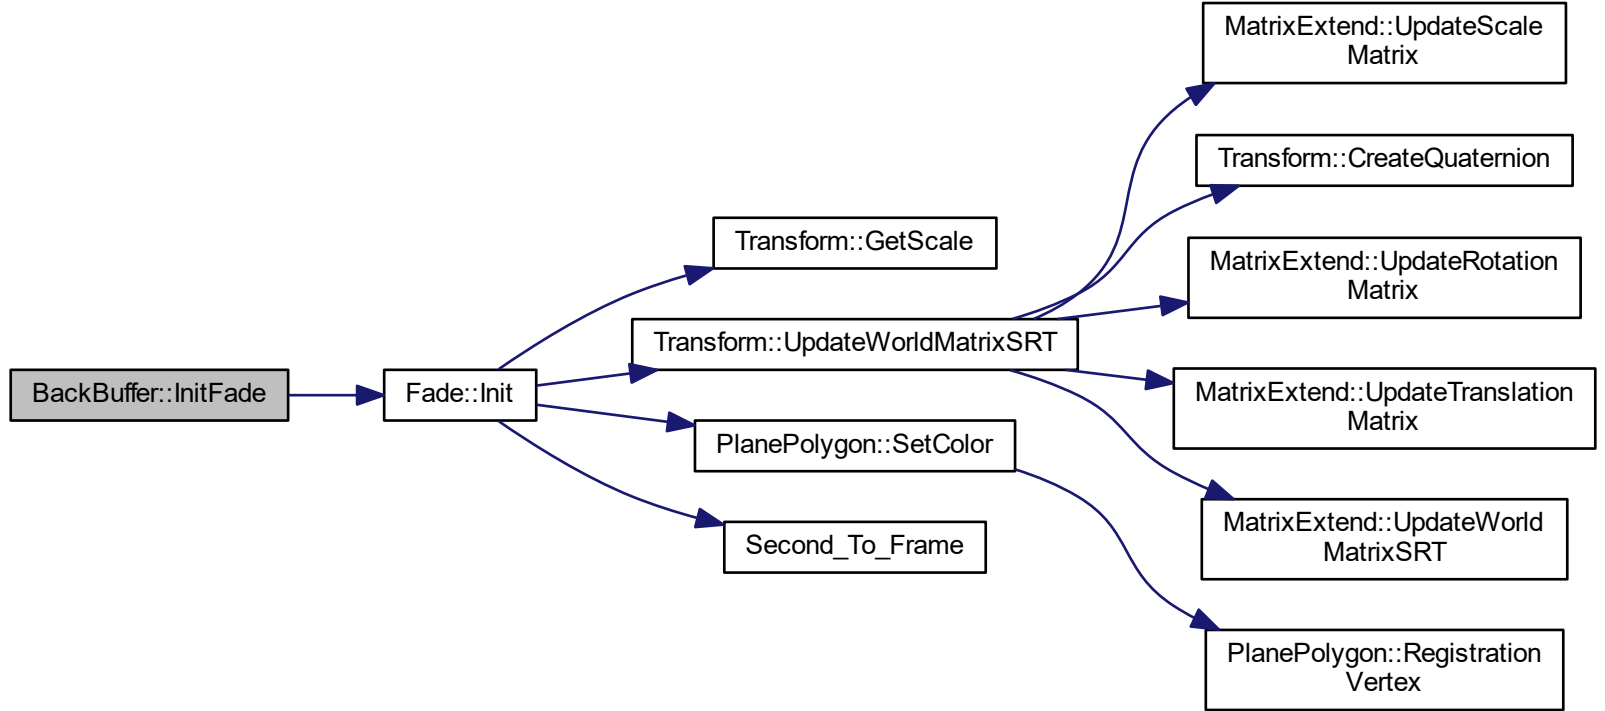 BackBuffer::InitFade
Fade::Init
Transform::GetScale
Transform::UpdateWorldMatrixSRT
PlanePolygon::SetColor
Second_To_Frame
MatrixExtend::UpdateScale
Matrix
Transform::CreateQuaternion
MatrixExtend::UpdateRotation
Matrix
MatrixExtend::UpdateTranslation
Matrix
MatrixExtend::UpdateWorld
MatrixSRT
PlanePolygon::Registration
Vertex